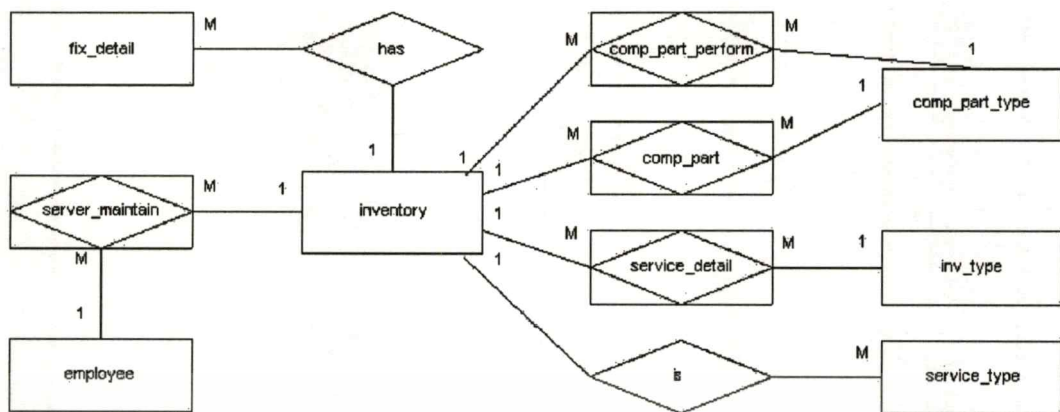 M
fix_detail
has
M
comp_part_perform
M
1
comp_part_type
1
1
1
M
comp_part
M
1
M
server_maintain
1
inventory
1
M
service_detail
M
1
inv_type
M
1
1
employee
is
M
service_type